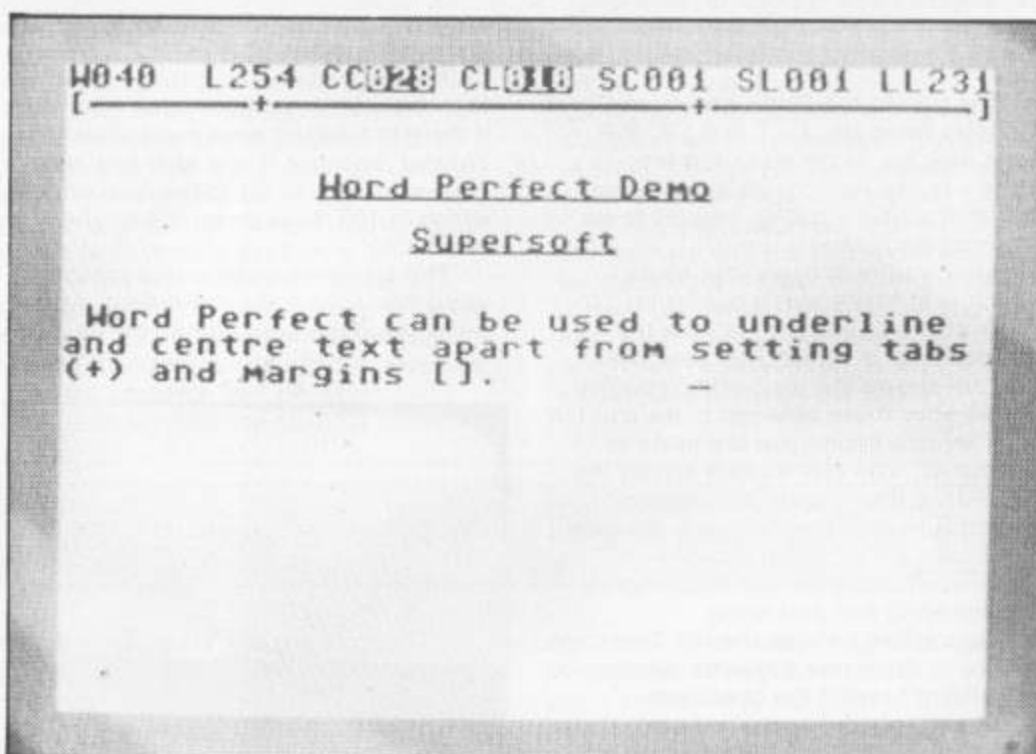 W040 L254 CC028 CL010 SC001 SL001 LL231
[ + + ]
Word Perfect Demo
Supersoft
Word Perfect can be used to underline
and centre text apart from setting tabs
(+) and margins [].